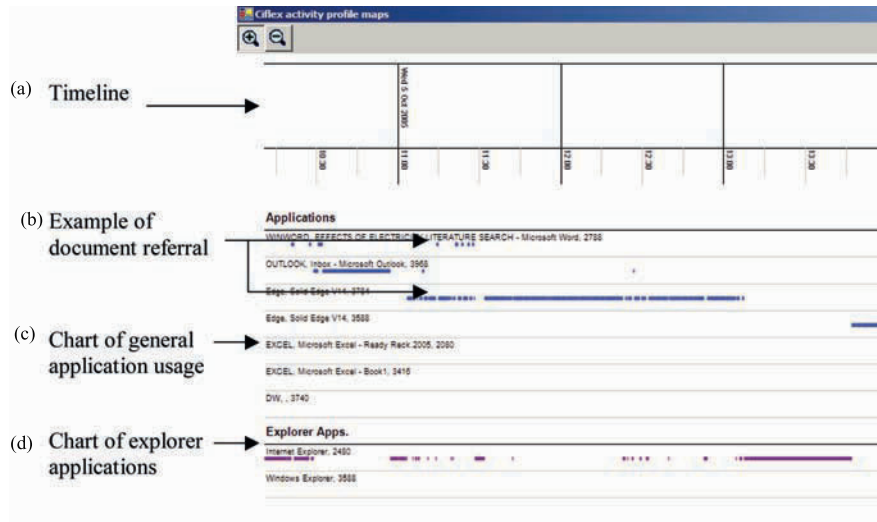 Ciflex activity profile maps
(a) Timeline
Wed 5 Oct 2005
10:30
11:00
11:30
12:00
12:30
13:00
13:30
(b) Example of
document referral
Applications
WINWORD, EFFECTS OF ELECTRICITY LITERATURE SEARCH - Microsoft Word, 2788
OUTLOOK, Inbox - Microsoft Outlook, 3968
Edge, Solid Edge V14, 3784
Edge, Solid Edge V14, 3588
(c) Chart of general
application usage
EXCEL, Microsoft Excel - Ready Reck 2005, 2080
EXCEL, Microsoft Excel - Book1, 3416
DW, , 3740
(d) Chart of explorer
applications
Explorer Apps.
Internet Explorer, 2480
Windows Explorer, 3588